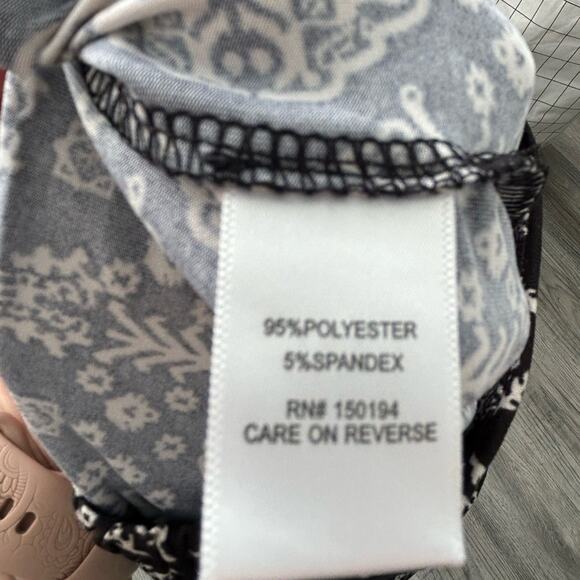 95%POLYESTER
5%SPANDEX
RN# 150194
CARE ON REVERSE